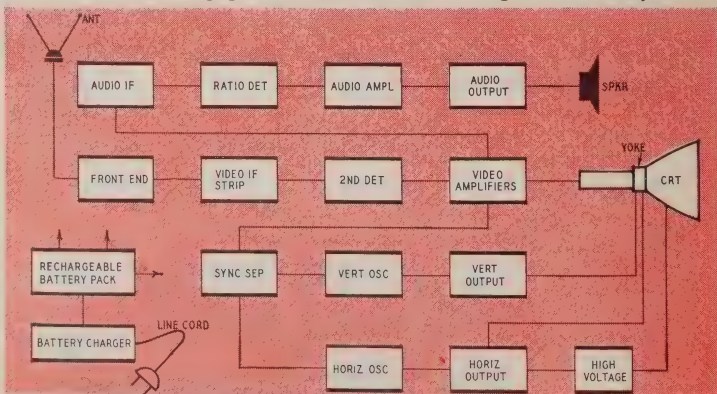 ANT
AUDIO IF
RATIO DET
AUDIO AMPL
AUDIO OUTPUT
SPKR
FRONT END
VIDEO IF
STRIP
2ND DET
VIDEO
AMPLIFIERS
YOKE
CRT
RECHARGEABLE
BATTERY PACK
SYNC SEP
VERT OSC
VERT
OUTPUT
BATTERY CHARGER
LINE CORD
HORIZ OSC
HORIZ
OUTPUT
HIGH
VOLTAGE